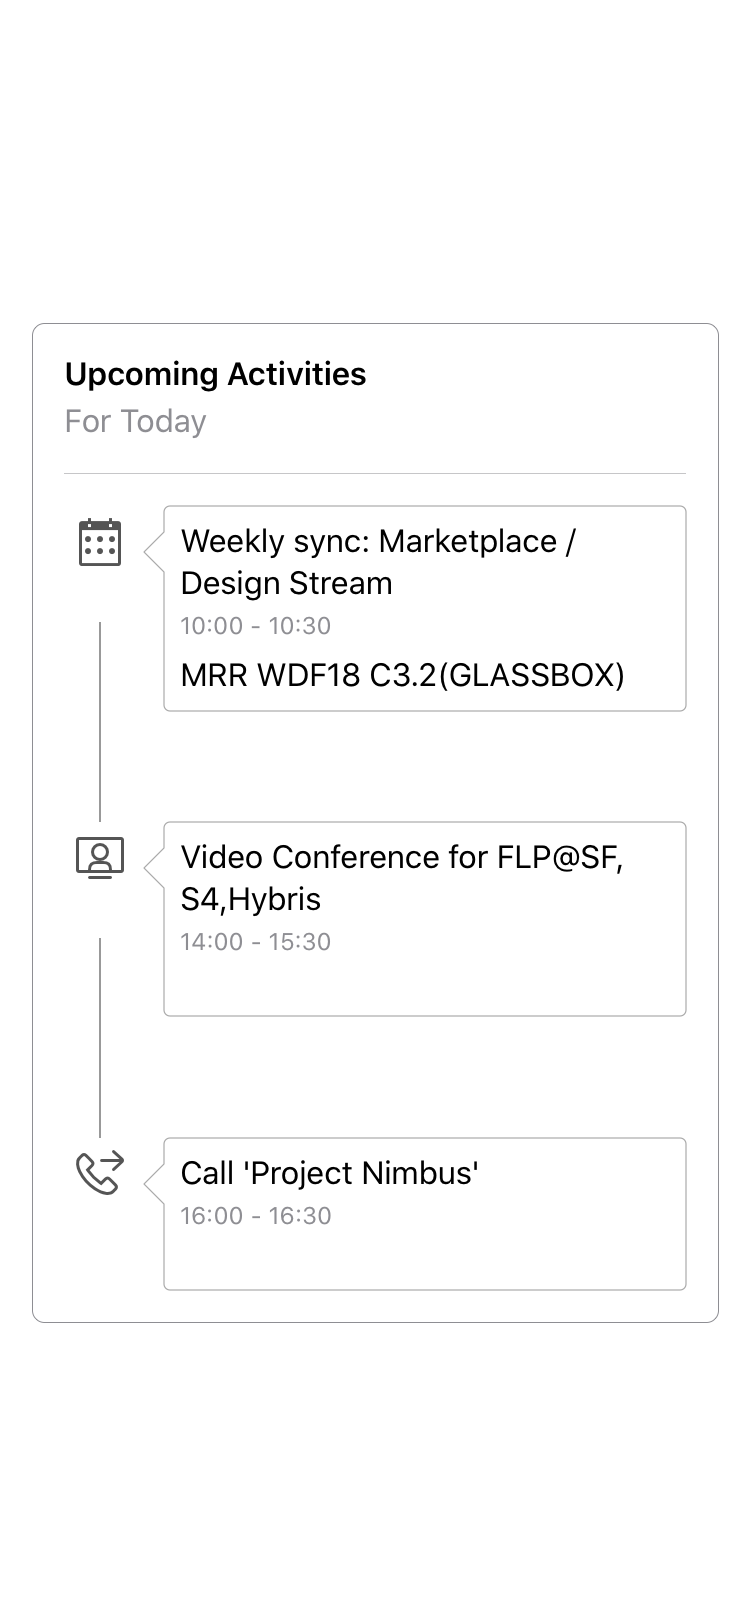 Upcoming Activities
For Today
Weekly sync: Marketplace /
Design Stream
10:00 - 10:30
MRR WDF18 C3.2(GLASSBOX)
Video Conference for FLP@SF,
S4,Hybris
14:00 - 15:30
Call 'Project Nimbus'
16:00 - 16:30